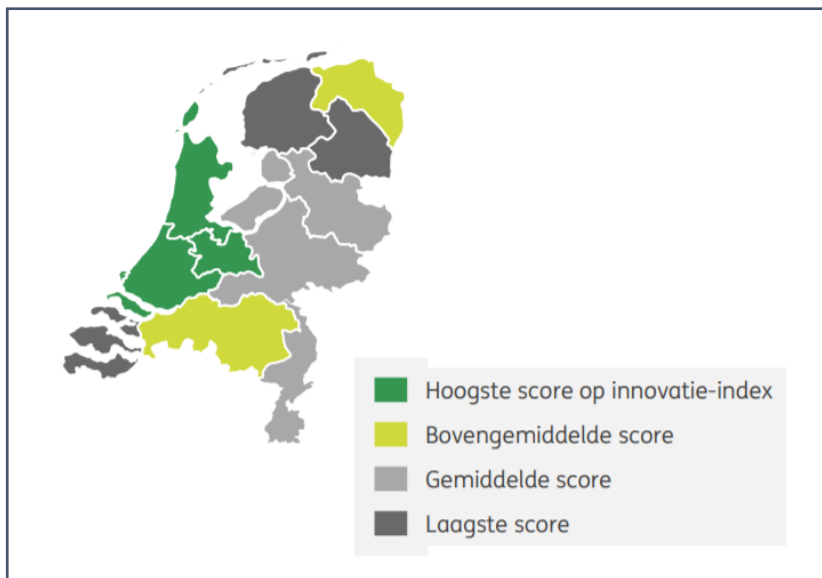 Hoogste score op innovatie-index
Bovengemiddelde score
Gemiddelde score
Laagste score